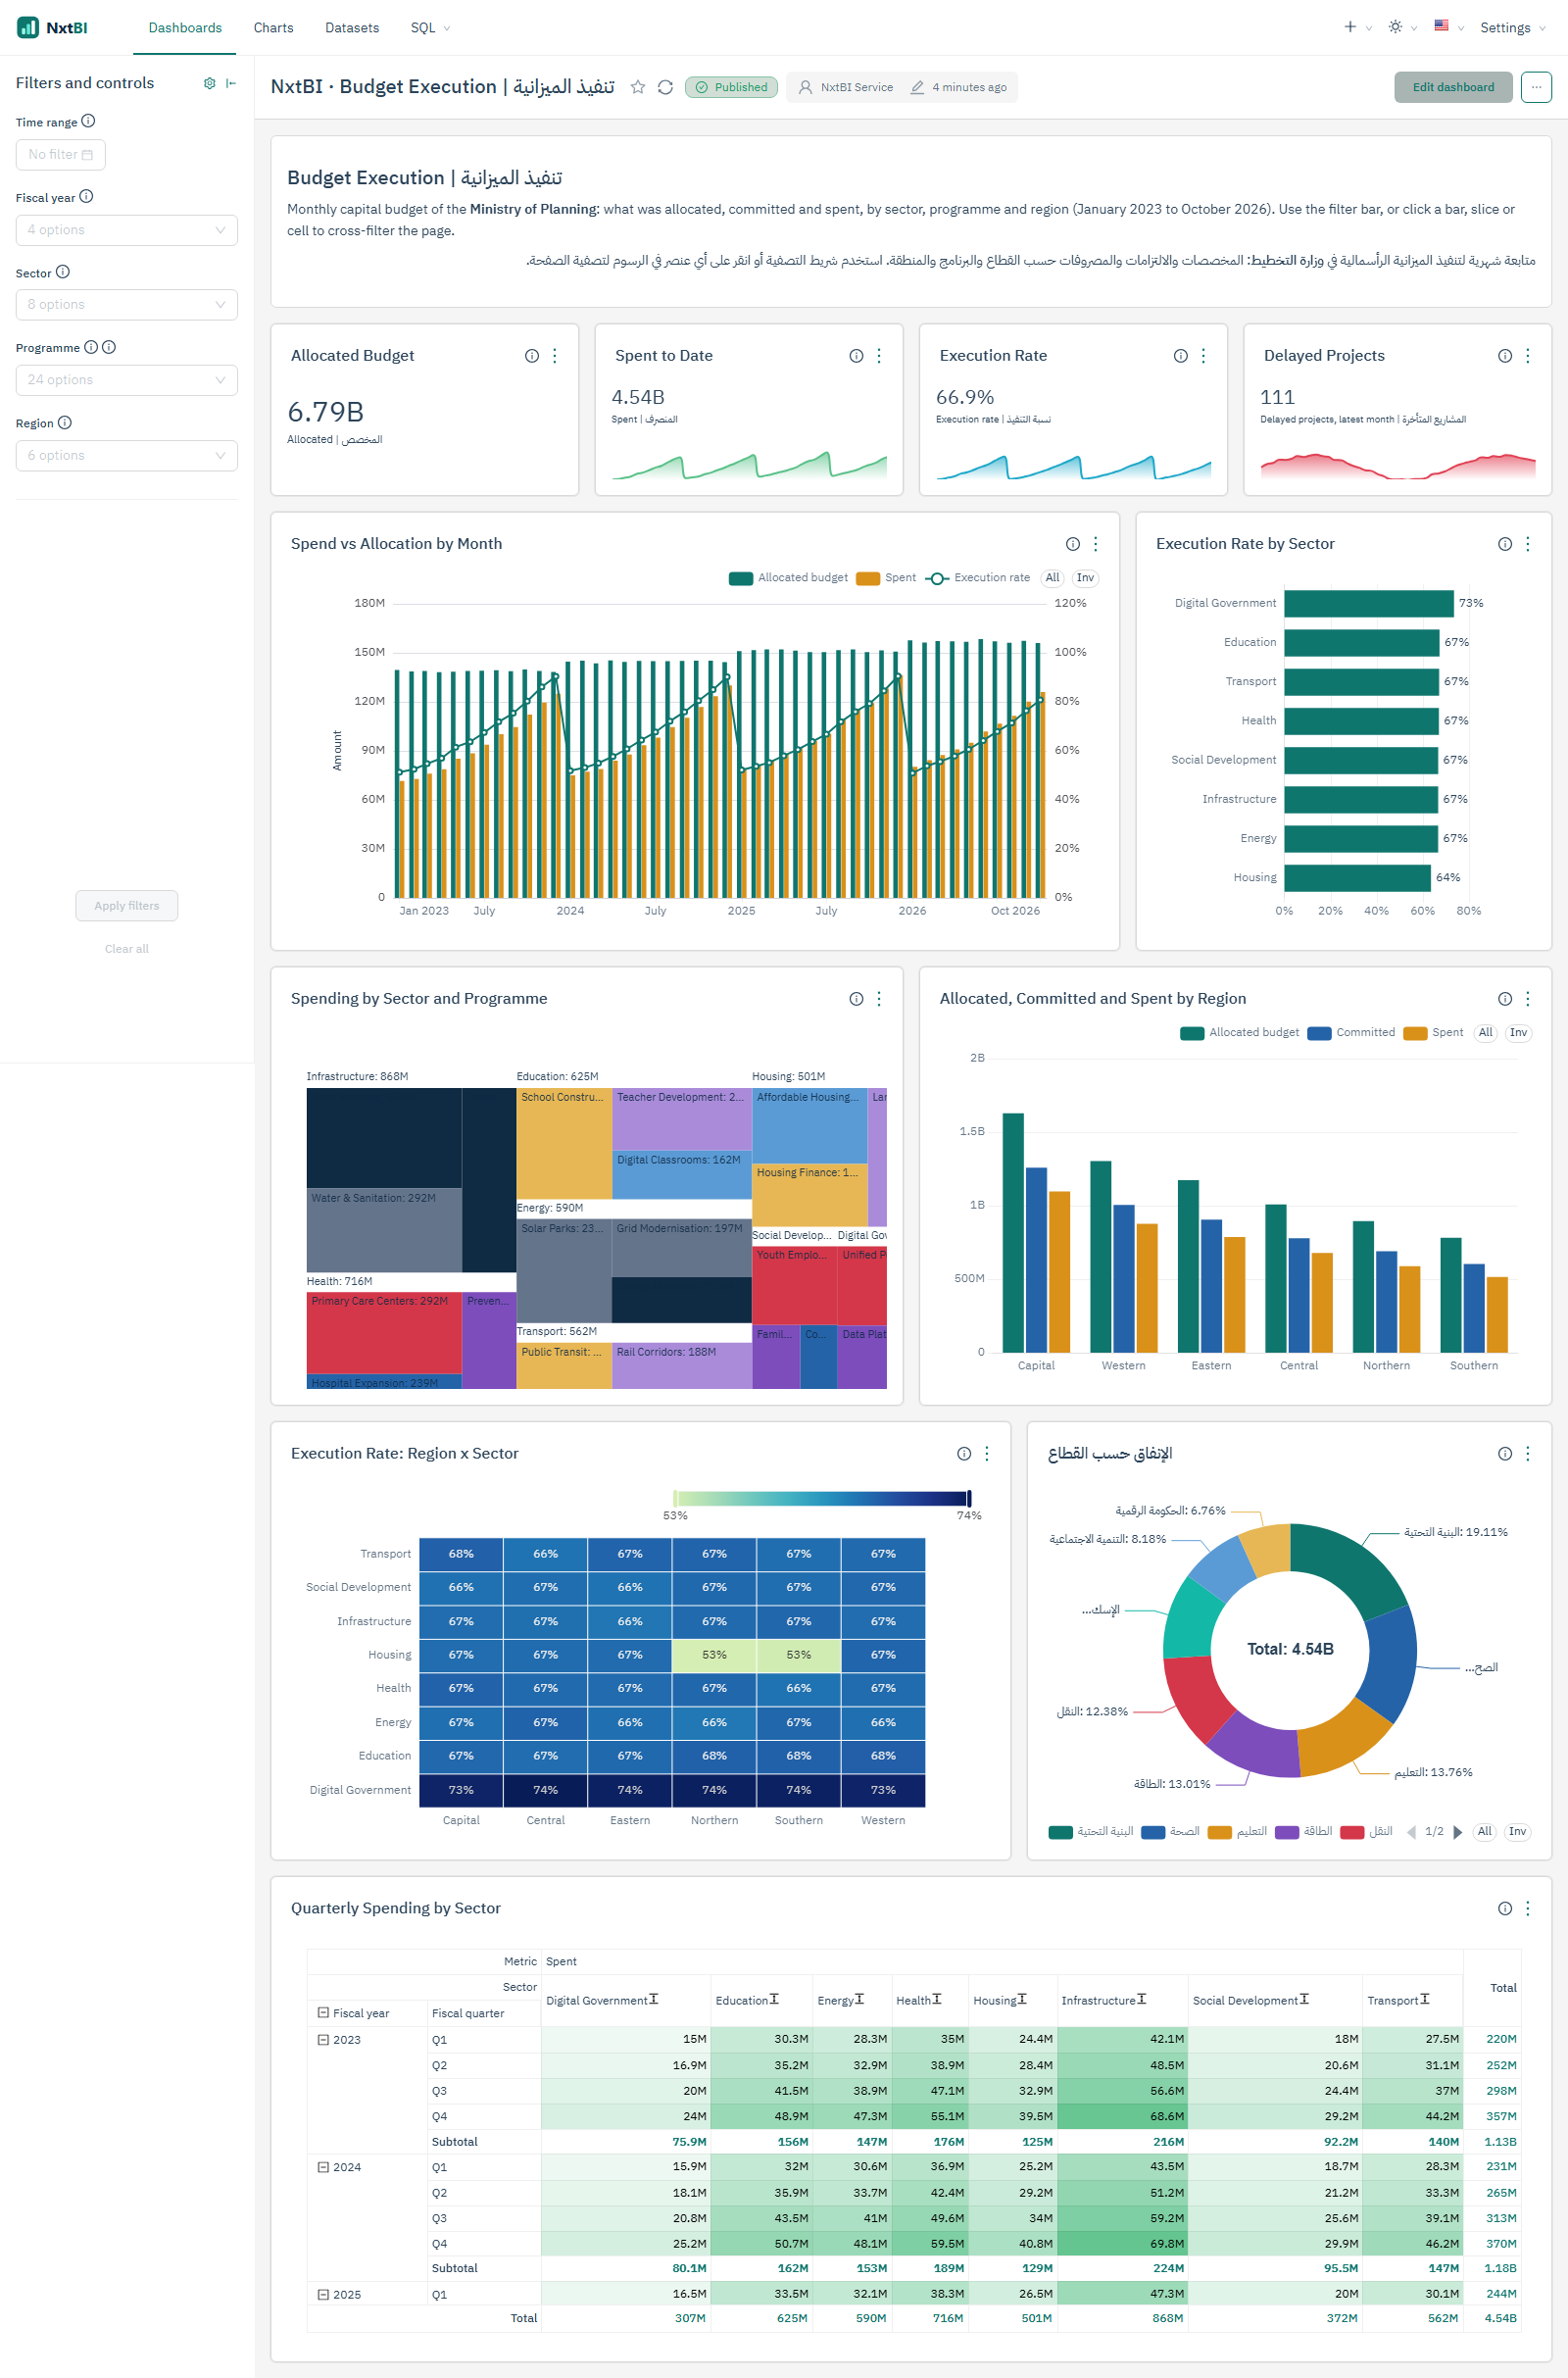 NxtBI
Dashboards
Charts
Datasets
SQL
Settings
Filters and controls
Time range
No filter
Fiscal year
4 options
Sector
8 options
Programme
24 options
Region
6 options
Apply filters
Clear all
NxtBI · Budget Execution | تنفيذ الميزانية
Published
NxtBI Service
4 minutes ago
Edit dashboard
...
Budget Execution | تنفيذ الميزانية
Monthly capital budget of the Ministry of Planning: what was allocated, committed and spent, by sector, programme and region (January 2023 to October 2026). Use the filter bar, or click a bar, slice or
cell to cross-filter the page.
متابعة شهرية لتنفيذ الميزانية الرأسمالية في وزارة التخطيط: المخصصات والالتزامات والمصروفات حسب القطاع والبرنامج والمنطقة. استخدم شريط التصفية أو انقر على أي عنصر في الرسوم لتصفية الصفحة.
Allocated Budget
6.79B
Allocated | المخصص
Spent to Date
4.54B
Spent | المنصرف
Execution Rate
66.9%
Execution rate | نسبة التنفيذ
Delayed Projects
111
Delayed projects, latest month | المشاريع المتأخرة
Spend vs Allocation by Month
Allocated budget Spent Execution rate All Inv
180M 120%
150M 100%
120M 80%
90M 60%
60M 40%
30M 20%
0 0%
Amount
Jan 2023 July 2024 July 2025 July 2026 Oct 2026
Execution Rate by Sector
Digital Government 73%
Education 67%
Transport 67%
Health 67%
Social Development 67%
Infrastructure 67%
Energy 67%
Housing 64%
0% 20% 40% 60% 80%
Spending by Sector and Programme
Infrastructure: 868M
Water & Sanitation: 292M
Health: 716M
Primary Care Centers: 292M
Preven...
Hospital Expansion: 239M
Education: 625M
School Constru...
Teacher Development: 2...
Digital Classrooms: 162M
Energy: 590M
Solar Parks: 23...
Grid Modernisation: 197M
Transport: 562M
Public Transit: ...
Rail Corridors: 188M
Housing: 501M
Affordable Housing...
Lar
Housing Finance: 1...
Social Develop...
Digital Gov
Youth Emplo...
Unified P
Famil...
Co...
Data Plat
Allocated, Committed and Spent by Region
Allocated budget Committed Spent All Inv
2B
1.5B
1B
500M
0
Capital Western Eastern Central Northern Southern
Execution Rate: Region x Sector
53% 74%
Transport 68% 66% 67% 67% 67% 67%
Social Development 66% 67% 66% 67% 67% 67%
Infrastructure 67% 67% 66% 67% 67% 67%
Housing 67% 67% 67% 53% 53% 67%
Health 67% 67% 67% 67% 66% 67%
Energy 67% 67% 66% 66% 67% 66%
Education 67% 67% 67% 68% 68% 68%
Digital Government 73% 74% 74% 74% 74% 73%
Capital Central Eastern Northern Southern Western
الإنفاق حسب القطاع
الحكومة الرقمية: 6.76%
البنية التحتية: 19.11%
التنمية الاجتماعية: 8.18%
الإسك...
Total: 4.54B
الصح...
النقل: 12.38%
التعليم: 13.76%
الطاقة: 13.01%
البنية التحتية الصحة التعليم الطاقة النقل 1/2 All Inv
Quarterly Spending by Sector
Metric Spent
Sector Digital Government Education Energy Health Housing Infrastructure Social Development Transport Total
Fiscal year Fiscal quarter
2023 Q1 15M 30.3M 28.3M 35M 24.4M 42.1M 18M 27.5M 220M
Q2 16.9M 35.2M 32.9M 38.9M 28.4M 48.5M 20.6M 31.1M 252M
Q3 20M 41.5M 38.9M 47.1M 32.9M 56.6M 24.4M 37M 298M
Q4 24M 48.9M 47.3M 55.1M 39.5M 68.6M 29.2M 44.2M 357M
Subtotal 75.9M 156M 147M 176M 125M 216M 92.2M 140M 1.13B
2024 Q1 15.9M 32M 30.6M 36.9M 25.2M 43.5M 18.7M 28.3M 231M
Q2 18.1M 35.9M 33.7M 42.4M 29.2M 51.2M 21.2M 33.3M 265M
Q3 20.8M 43.5M 41M 49.6M 34M 59.2M 25.6M 39.1M 313M
Q4 25.2M 50.7M 48.1M 59.5M 40.8M 69.8M 29.9M 46.2M 370M
Subtotal 80.1M 162M 153M 189M 129M 224M 95.5M 147M 1.18B
2025 Q1 16.5M 33.5M 32.1M 38.3M 26.5M 47.3M 20M 30.1M 244M
Total 307M 625M 590M 716M 501M 868M 372M 562M 4.54B